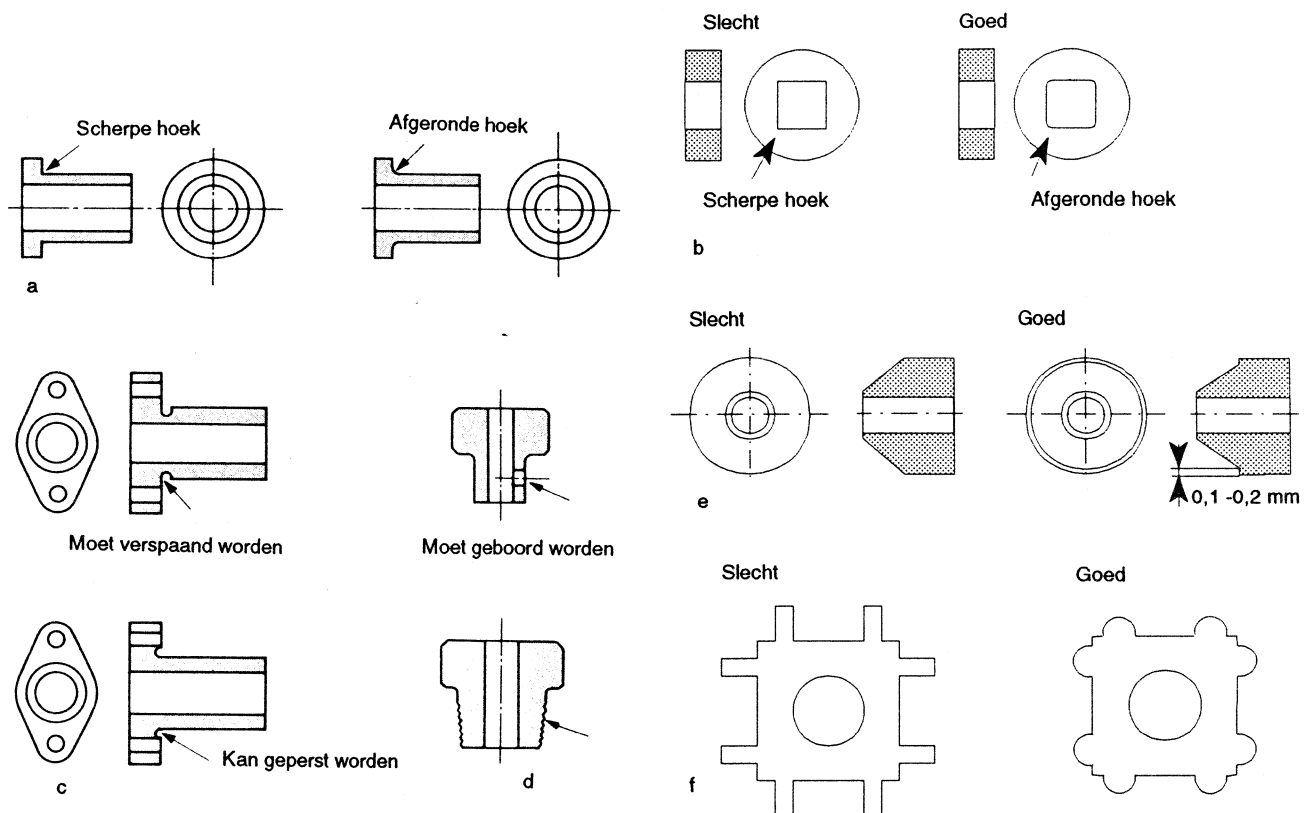 Scherpe hoek
Afgeronde hoek
a
Slecht
Goed
Scherpe hoek
Afgeronde hoek
b
Moet verspaand worden
Moet geboord worden
Kan geperst worden
c
d
Slecht
Goed
0,1 -0,2 mm
e
Slecht
Goed
f